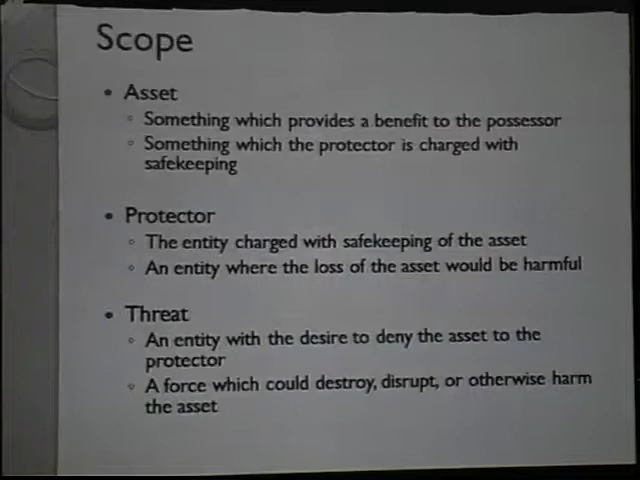 Scope
• Asset
◦ Something which provides a benefit to the possessor
◦ Something which the protector is charged with
safekeeping
• Protector
◦ The entity charged with safekeeping of the asset
◦ An entity where the loss of the asset would be harmful
• Threat
◦ An entity with the desire to deny the asset to the
protector
◦ A force which could destroy, disrupt, or otherwise harm
the asset